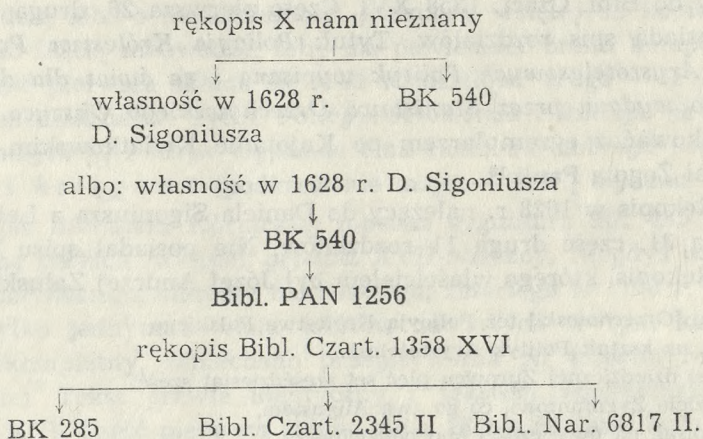 rękopis X nam nieznany
własność w 1628 r. BK 540
D. Sigoniusza
albo: własność w 1628 r. D. Sigoniusza
BK 540
Bibl. PAN 1256
rękopis Bibl. Czart. 1358 XVI
BK 285 Bibl. Czart. 2345 II Bibl. Nar. 6817 II.